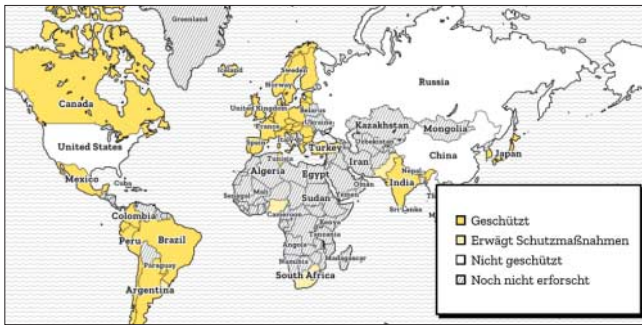 Greenland
Iceland
Sweden
Norway
Russia
Canada
United Kingdom
Belarus
Ukraine
France
Kazakhstan
Mongolia
United States
Spain
Italy
Turkey
Uzbekistan
China
Japan
Tunisia
Iran
Mexico
Cuba
Algeria
Egypt
Nepal
India
Oman
Senegal
Mali
Sudan
Yemen
Colombia
Cameroon
Sri Lanka
Kenya
Peru
Brazil
Tanzania
Angola
Paraguay
Namibia
Madagascar
Argentina
South Africa
Geschützt
Erwägt Schutzmaßnahmen
Nicht geschützt
Noch nicht erforscht